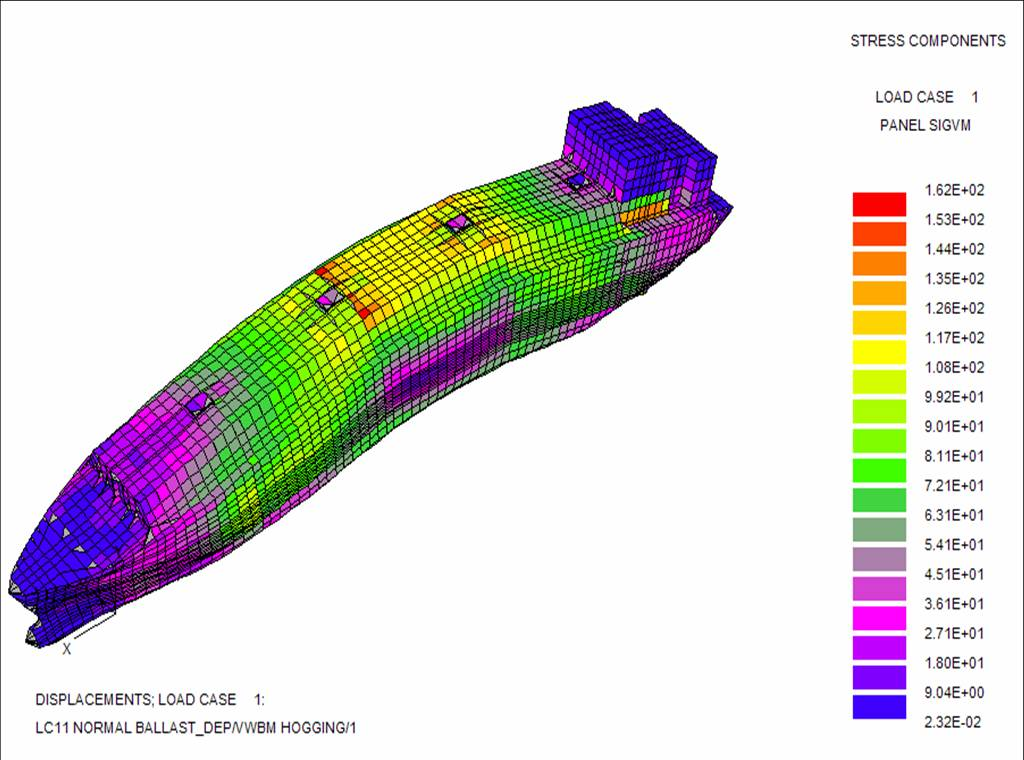 STRESS COMPONENTS
LOAD CASE 1
PANEL SIGVM
1.62E+02
1.53E+02
1.44E+02
1.35E+02
1.26E+02
1.17E+02
1.08E+02
9.92E+01
9.01E+01
8.11E+01
7.21E+01
6.31E+01
5.41E+01
4.51E+01
3.61E+01
2.71E+01
1.80E+01
9.04E+00
2.32E-02
X
DISPLACEMENTS; LOAD CASE 1:
LC11 NORMAL BALLAST_DEP/VWBM HOGGING/1